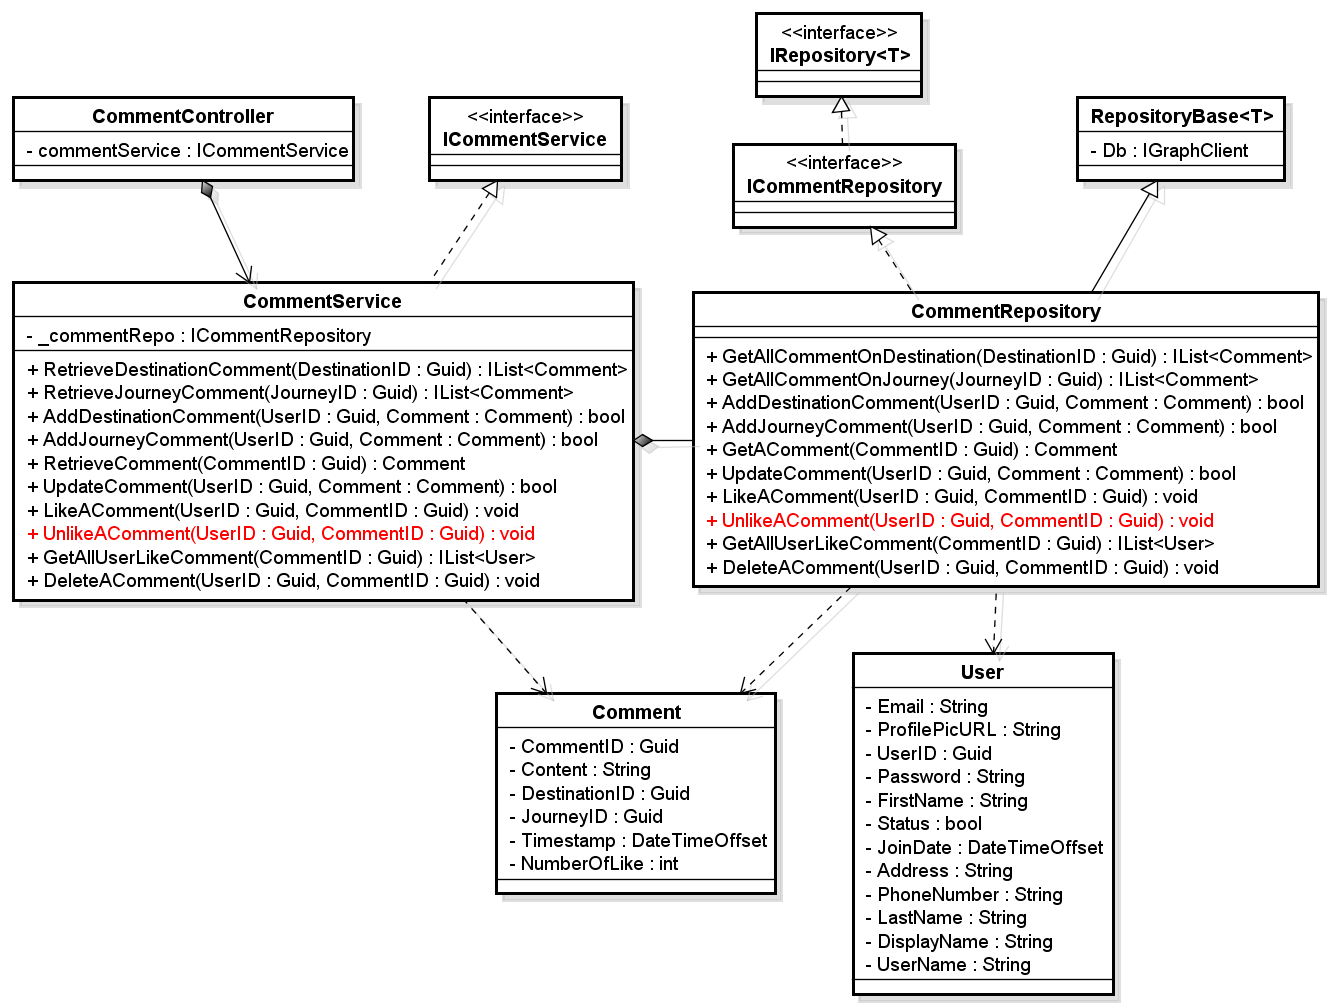 <<interface>>
IRepository<T>
CommentController
- commentService : ICommentService
<<interface>>
ICommentService
<<interface>>
ICommentRepository
RepositoryBase<T>
- Db : IGraphClient
CommentService
- _commentRepo : ICommentRepository
+ RetrieveDestinationComment(DestinationID : Guid) : IList<Comment>
+ RetrieveJourneyComment(JourneyID : Guid) : IList<Comment>
+ AddDestinationComment(UserID : Guid, Comment : Comment) : bool
+ AddJourneyComment(UserID : Guid, Comment : Comment) : bool
+ RetrieveComment(CommentID : Guid) : Comment
+ UpdateComment(UserID : Guid, Comment : Comment) : bool
+ LikeAComment(UserID : Guid, CommentID : Guid) : void
+ UnlikeAComment(UserID : Guid, CommentID : Guid) : void
+ GetAllUserLikeComment(CommentID : Guid) : IList<User>
+ DeleteAComment(UserID : Guid, CommentID : Guid) : void
CommentRepository
+ GetAllCommentOnDestination(DestinationID : Guid) : IList<Comment>
+ GetAllCommentOnJourney(JourneyID : Guid) : IList<Comment>
+ AddDestinationComment(UserID : Guid, Comment : Comment) : bool
+ AddJourneyComment(UserID : Guid, Comment : Comment) : bool
+ GetAComment(CommentID : Guid) : Comment
+ UpdateComment(UserID : Guid, Comment : Comment) : bool
+ LikeAComment(UserID : Guid, CommentID : Guid) : void
+ UnlikeAComment(UserID : Guid, CommentID : Guid) : void
+ GetAllUserLikeComment(CommentID : Guid) : IList<User>
+ DeleteAComment(UserID : Guid, CommentID : Guid) : void
Comment
- CommentID : Guid
- Content : String
- DestinationID : Guid
- JourneyID : Guid
- Timestamp : DateTimeOffset
- NumberOfLike : int
User
- Email : String
- ProfilePicURL : String
- UserID : Guid
- Password : String
- FirstName : String
- Status : bool
- JoinDate : DateTimeOffset
- Address : String
- PhoneNumber : String
- LastName : String
- DisplayName : String
- UserName : String